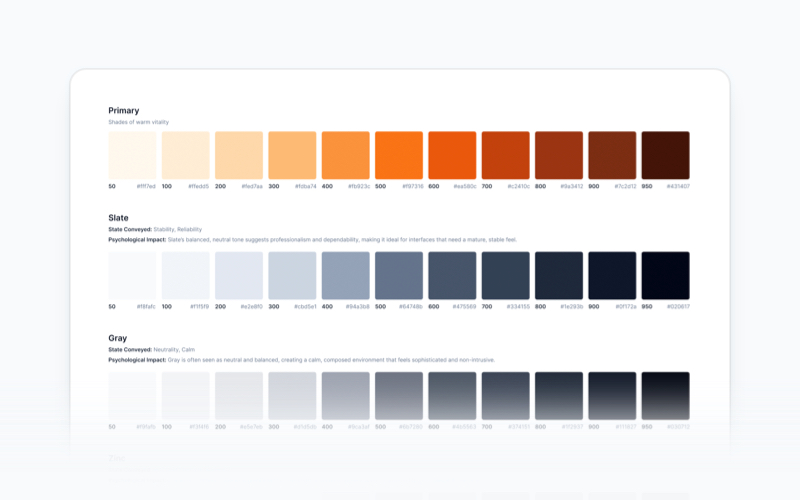 Primary
Shades of warm vitality
50 #fff7ed 100 #ffedd5 200 #fed7aa 300 #fdba74 400 #fb923c 500 #f97316 600 #ea580c 700 #c2410c 800 #9a3412 900 #7c2d12 950 #431407
Slate
State Conveyed: Stability, Reliability
Psychological Impact: Slate's balanced, neutral tone suggests professionalism and dependability, making it ideal for interfaces that need a mature, stable feel.
50 #f8fafc 100 #f1f5f9 200 #e2e8f0 300 #cbd5e1 400 #94a3b8 500 #64748b 600 #475569 700 #334155 800 #1e293b 900 #0f172a 950 #020617
Gray
State Conveyed: Neutrality, Calm
Psychological Impact: Gray is often seen as neutral and balanced, creating a calm, composed environment that feels sophisticated and non-intrusive.
50 #f9fafb 100 #f3f4f6 200 #e5e7eb 300 #d1d5db 400 #9ca3af 500 #6b7280 600 #4b5563 700 #374151 800 #1f2937 900 #111827 950 #030712